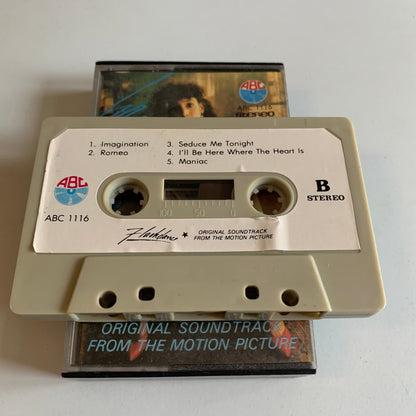 ABC
ABC 1116
STEREO
1. Imagination
2. Romeo
3. Seduce Me Tonight
4. I'll Be Here Where The Heart Is
5. Maniac
ABC
ABC 1116
B
STEREO
100 50 0
Flashdance
ORIGINAL SOUNDTRACK
FROM THE MOTION PICTURE
ORIGINAL SOUNDTRACK
FROM THE MOTION PICTURE